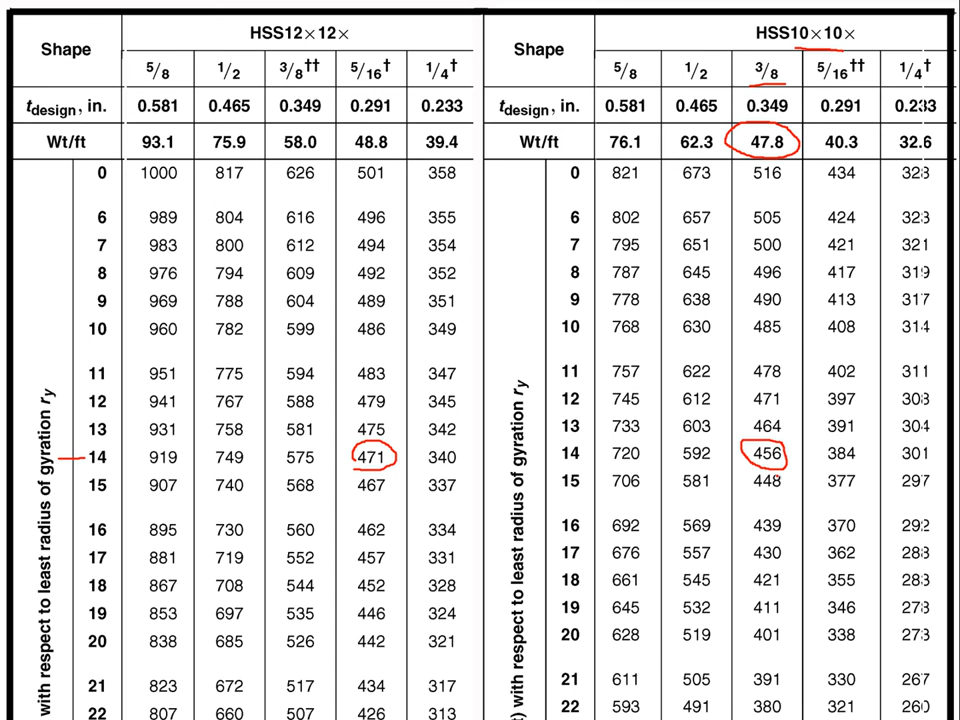 Shape HSS12×12×
5/8 1/2 3/8†† 5/16† 1/4†
tdesign, in. 0.581 0.465 0.349 0.291 0.233
Wt/ft 93.1 75.9 58.0 48.8 39.4
with respect to least radius of gyration ry
0 1000 817 626 501 358
6 989 804 616 496 355
7 983 800 612 494 354
8 976 794 609 492 352
9 969 788 604 489 351
10 960 782 599 486 349
11 951 775 594 483 347
12 941 767 588 479 345
13 931 758 581 475 342
14 919 749 575 471 340
15 907 740 568 467 337
16 895 730 560 462 334
17 881 719 552 457 331
18 867 708 544 452 328
19 853 697 535 446 324
20 838 685 526 442 321
21 823 672 517 434 317
22 807 660 507 426 313
Shape HSS10×10×
5/8 1/2 3/8 5/16†† 1/4†
tdesign, in. 0.581 0.465 0.349 0.291 0.233
Wt/ft 76.1 62.3 47.8 40.3 32.6
) with respect to least radius of gyration ry
0 821 673 516 434
6 802 657 505 424 323
7 795 651 500 421 321
8 787 645 496 417 319
9 778 638 490 413 317
10 768 630 485 408 314
11 757 622 478 402 311
12 745 612 471 397 308
13 733 603 464 391 304
14 720 592 456 384 301
15 706 581 448 377 297
16 692 569 439 370 292
17 676 557 430 362 288
18 661 545 421 355 283
19 645 532 411 346 278
20 628 519 401 338 273
21 611 505 391 330 267
22 593 491 380 321 260